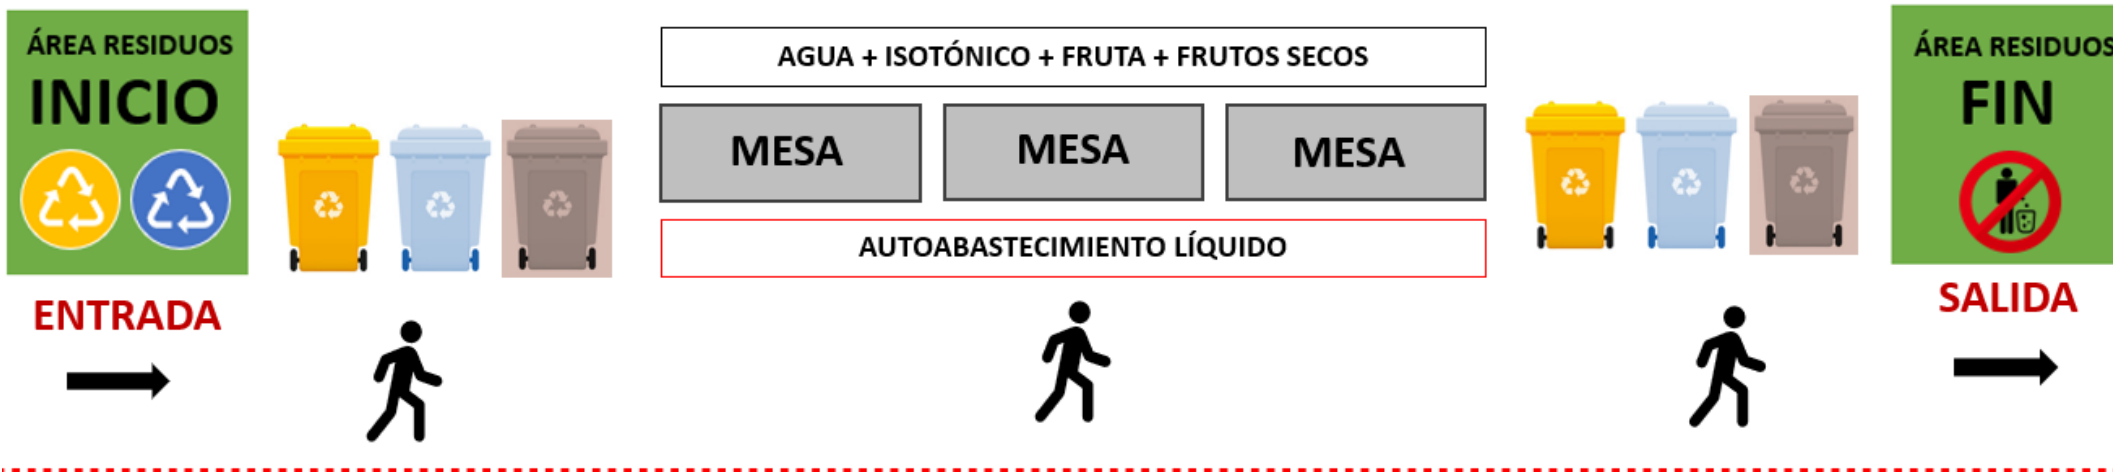 ÁREA RESIDUOS
INICIO
ENTRADA
AGUA + ISOTÓNICO + FRUTA + FRUTOS SECOS
MESA
MESA
MESA
AUTOABASTECIMIENTO LÍQUIDO
ÁREA RESIDUOS
FIN
SALIDA